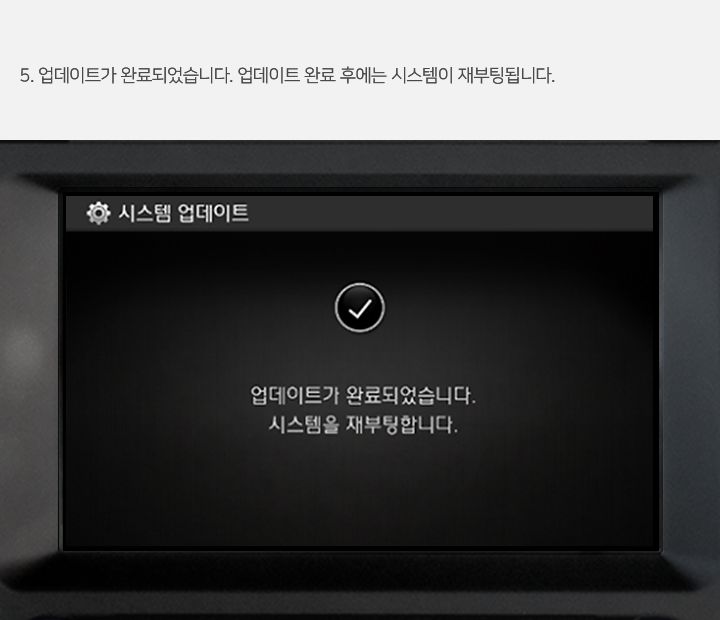 5. 업데이트가 완료되었습니다. 업데이트 완료 후에는 시스템이 재부팅됩니다.
시스템 업데이트
업데이트가 완료되었습니다.
시스템을 재부팅합니다.